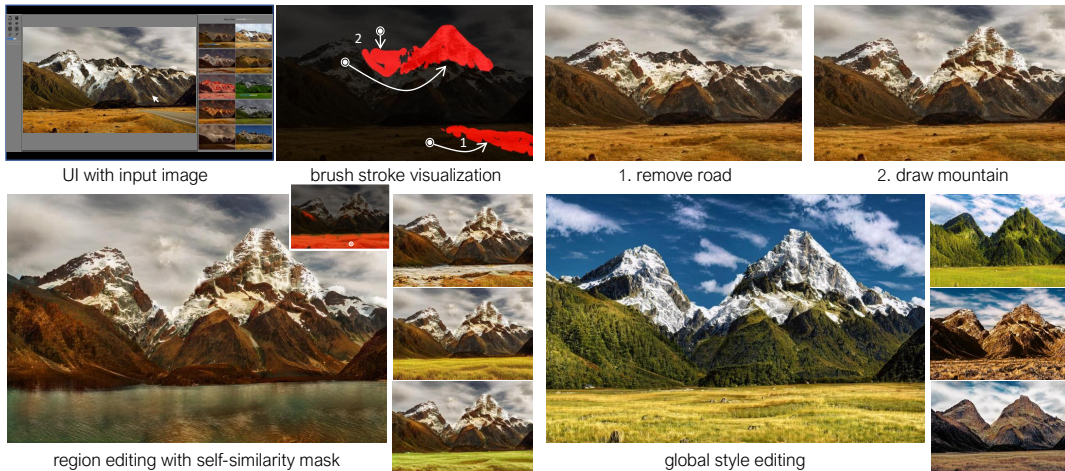 UI with input image
2
1
brush stroke visualization
1. remove road
2. draw mountain
region editing with self-similarity mask
global style editing